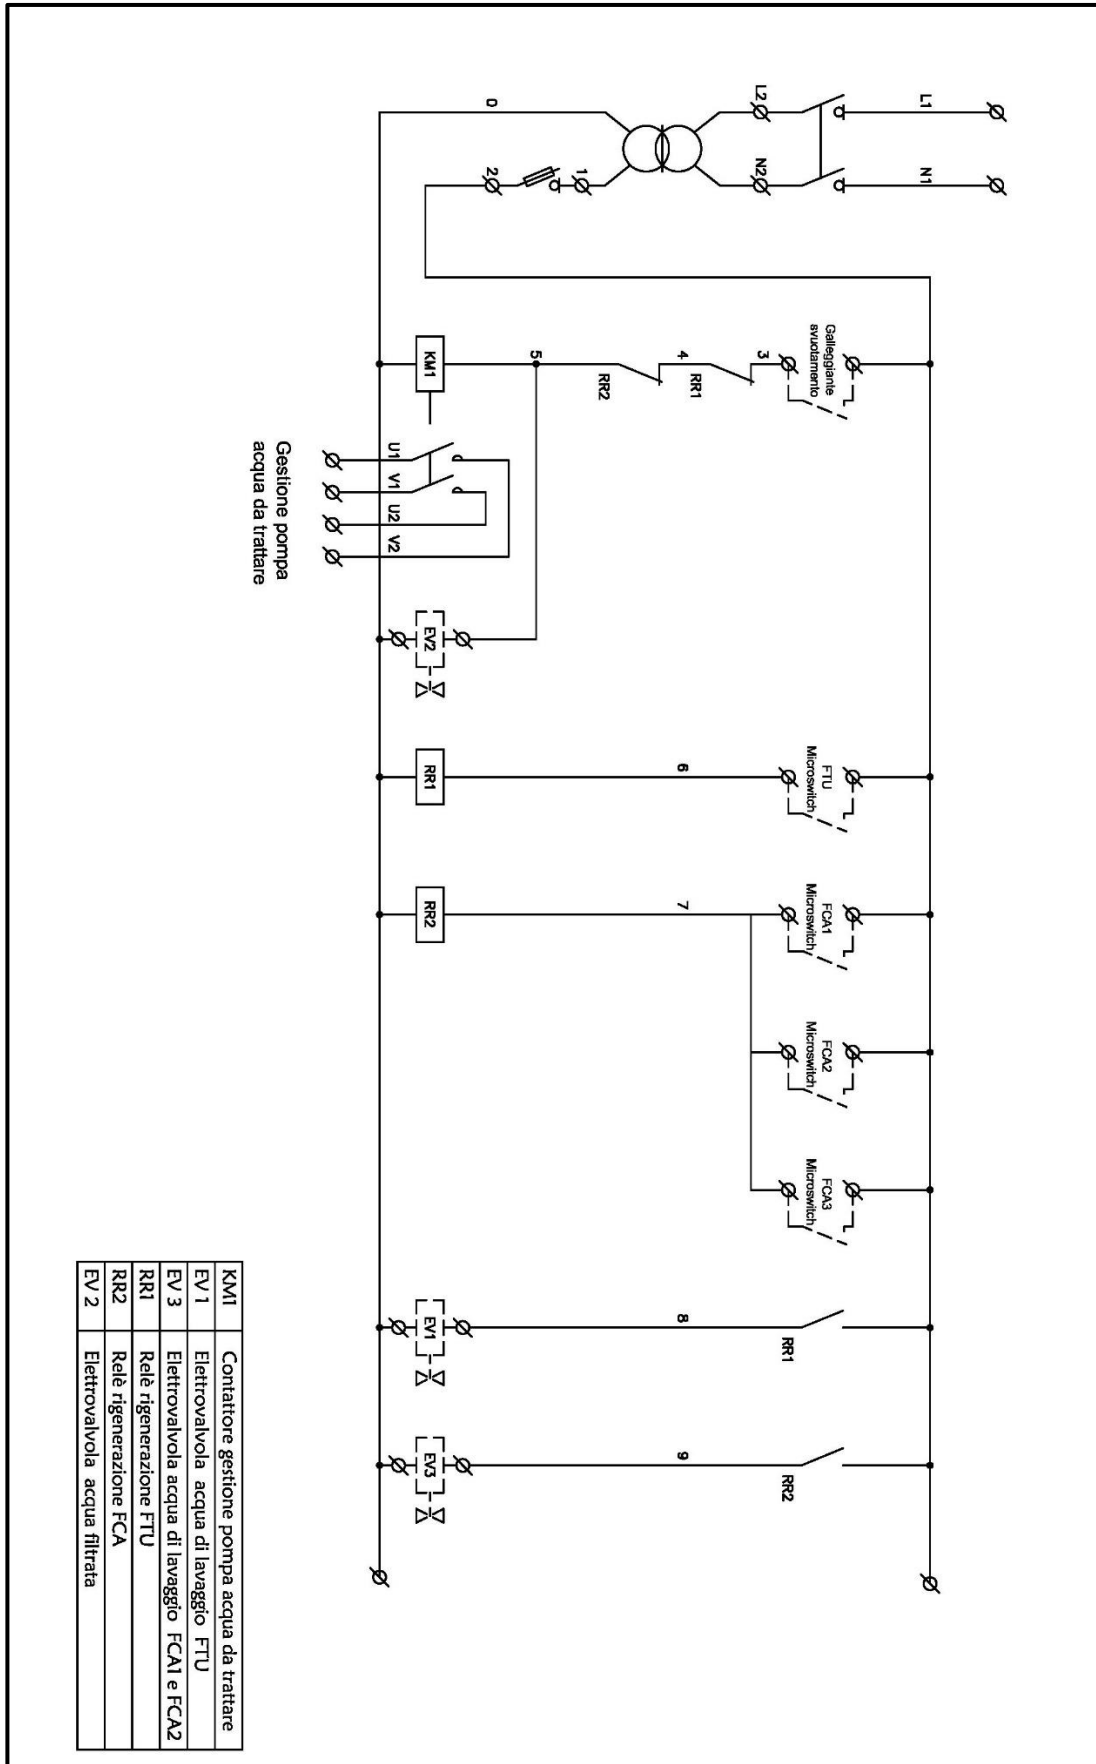 L1
N1
L2
N2
0
1
2
Galleggiante
svuotamento
3
RR1
4
RR2
5
KM1
U1
V1
U2
V2
Gestione pompa
acqua da trattare
EV2
FTU
Microswitch
6
RR1
FCA1
Microswitch
7
RR2
FCA2
Microswitch
FCA3
Microswitch
RR1
8
EV1
RR2
9
EV3
KM1 Contattore gestione pompa acqua da trattare
EV 1 Elettrovalvola acqua di lavaggio FTU
EV 3 Elettrovalvola acqua di lavaggio FCA1 e FCA2
RR1 Relè rigenerazione FTU
RR2 Relè rigenerazione FCA
EV 2 Elettrovalvola acqua filtrata